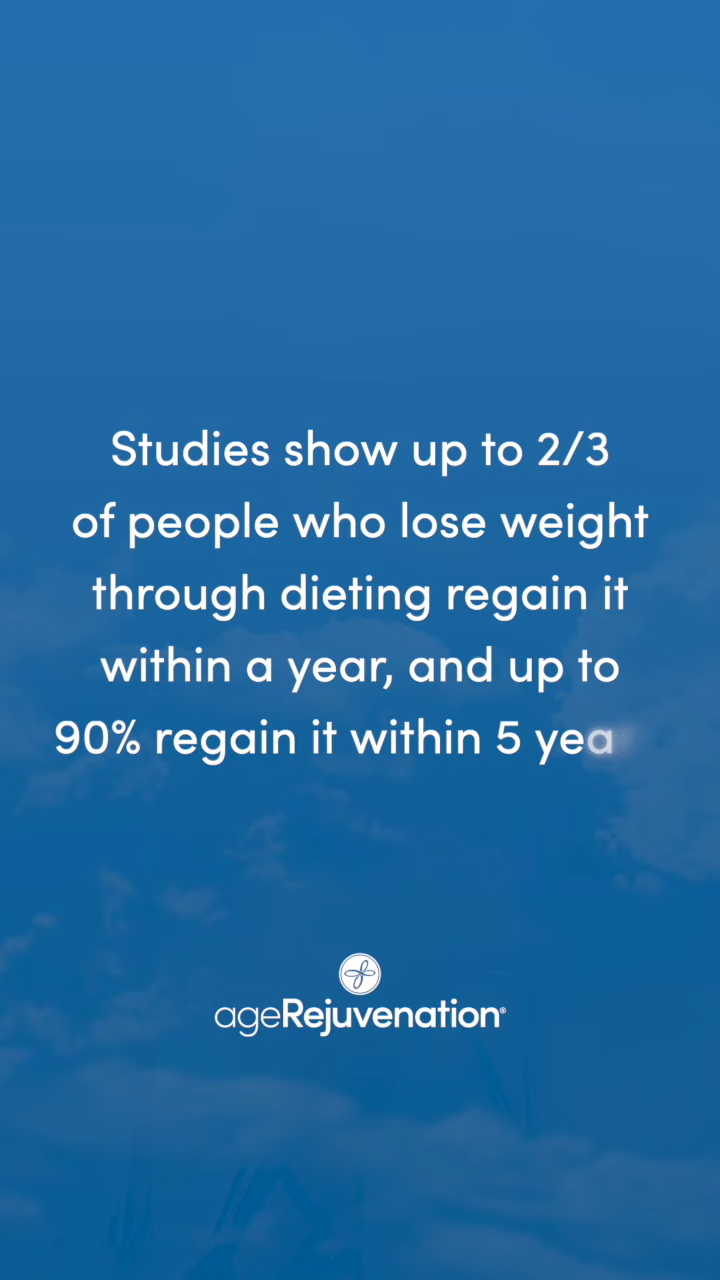 Studies show up to 2/3
of people who lose weight
through dieting regain it
within a year, and up to
90% regain it within 5 yea
ageRejuvenation®